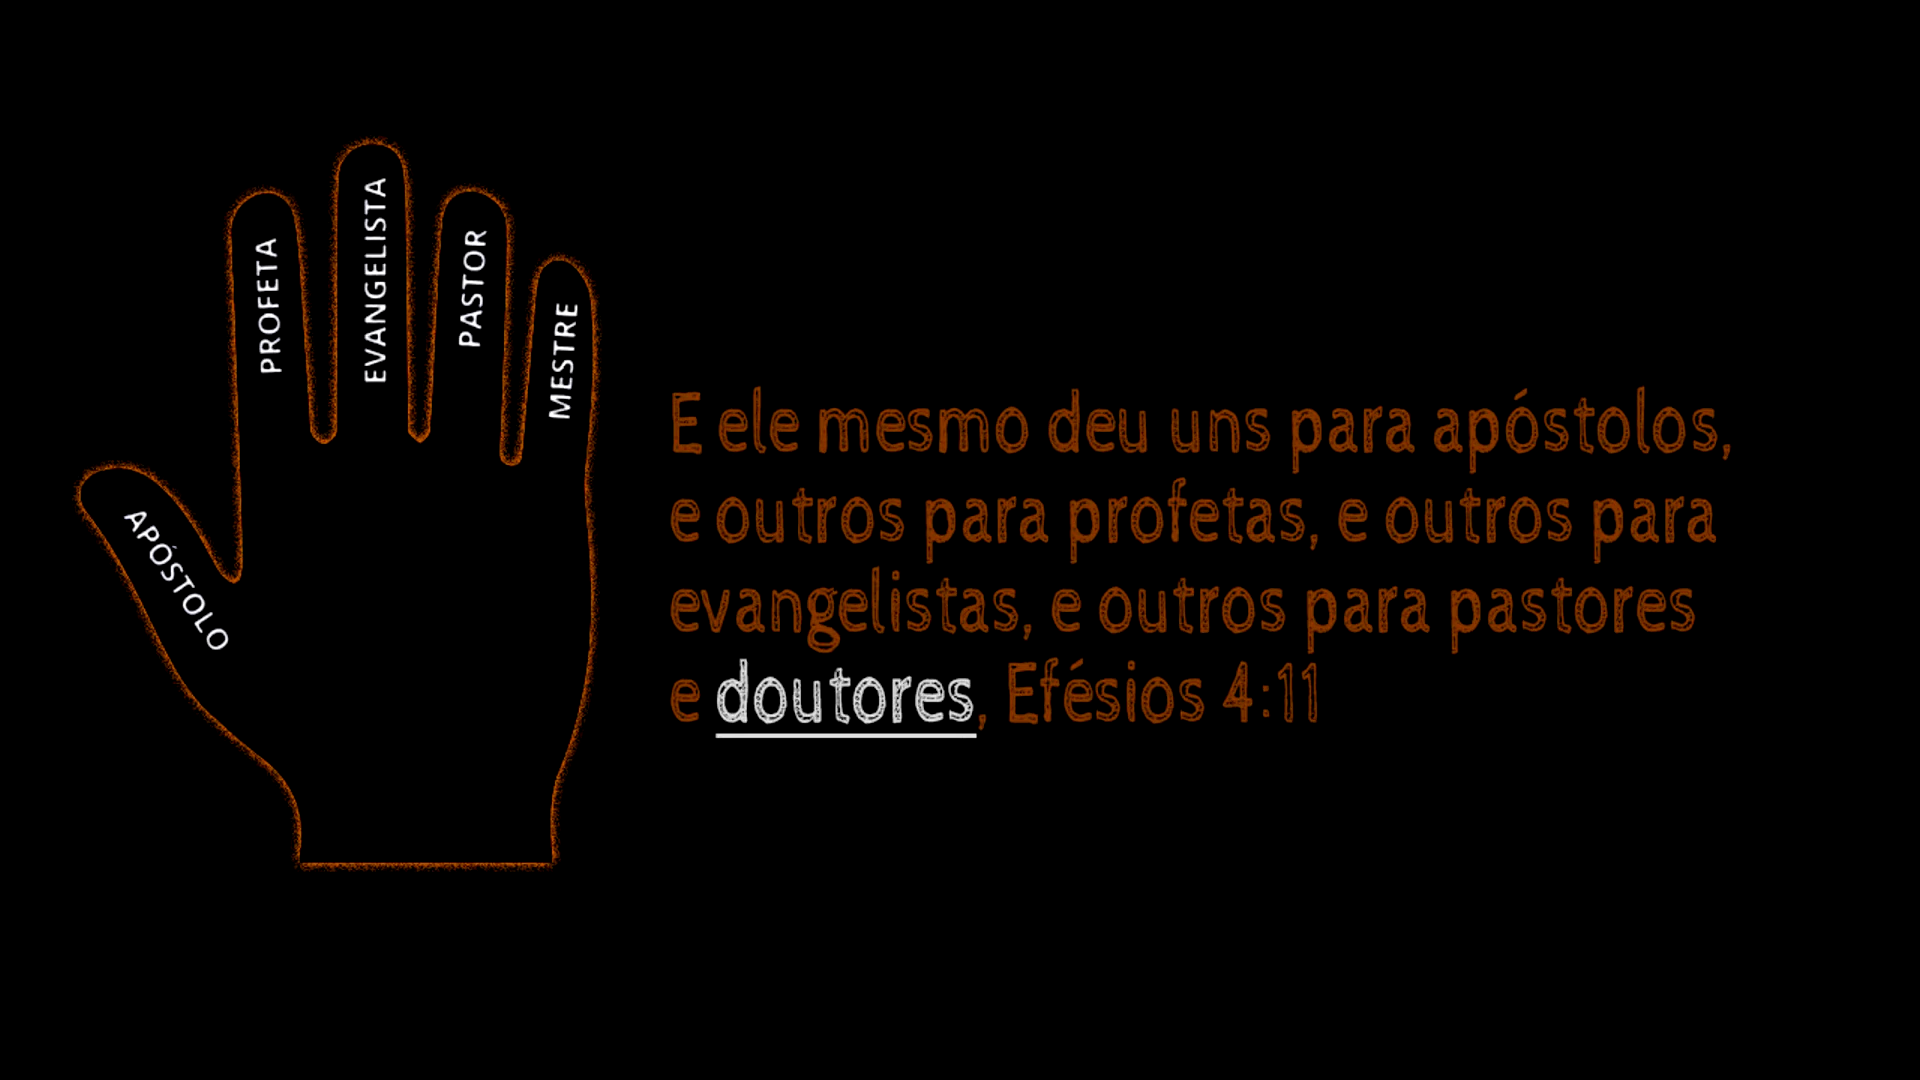 APÓSTOLO
PROFETA
EVANGELISTA
PASTOR
MESTRE
E ele mesmo deu uns para apóstolos,
e outros para profetas, e outros para
evangelistas, e outros para pastores
e doutores, Efésios 4:11